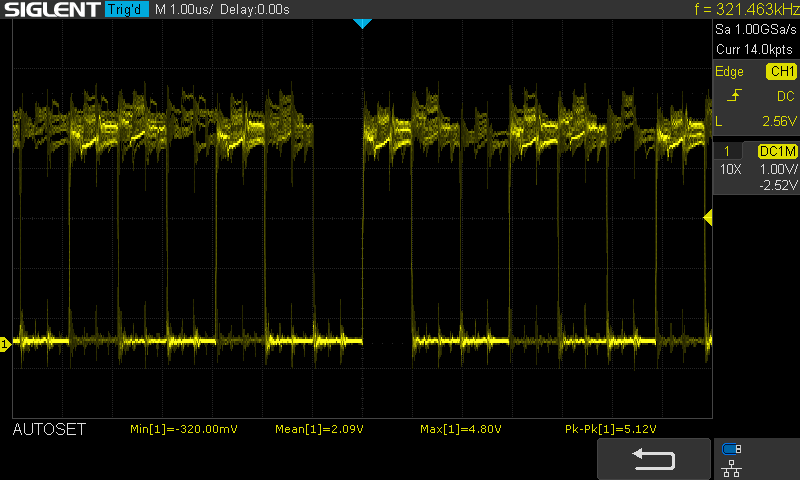 SIGLENT Trig'd M 1.00us/ Delay:0.00s f = 321.463kHz
Sa 1.00GSa/s
Curr 14.0kpts
Edge CH1
DC
L 2.56V
1 DC1M
10X 1.00V/
-2.52V
1
AUTOSET Min[1]=-320.00mV Mean[1]=2.09V Max[1]=4.80V Pk-Pk[1]=5.12V